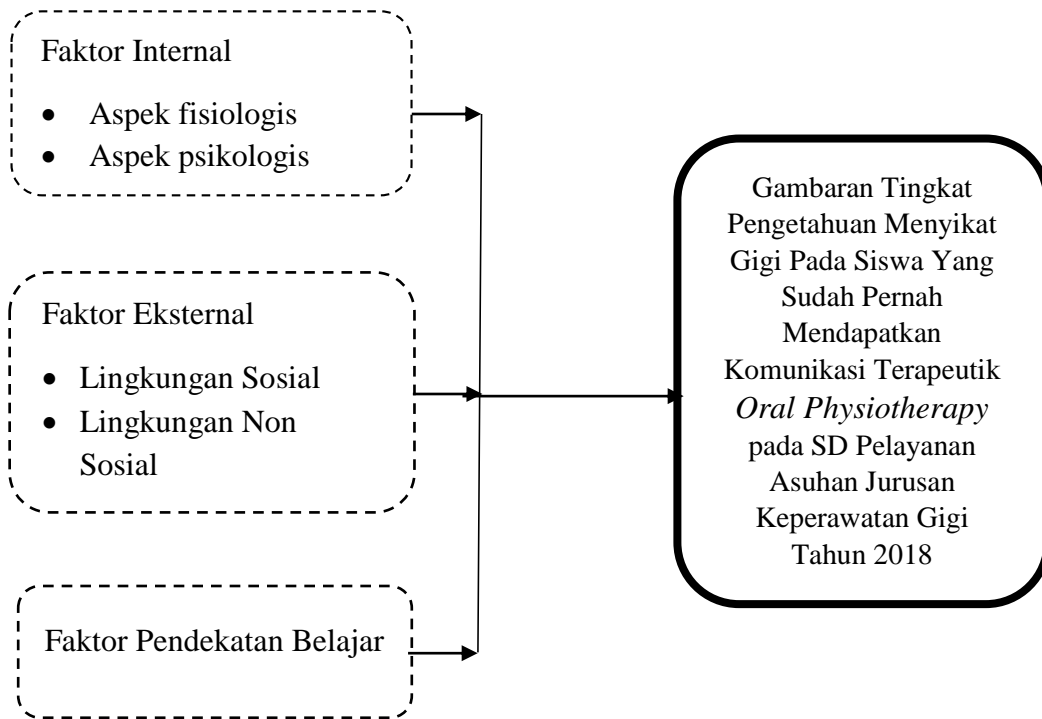 Faktor Internal
• Aspek fisiologis
• Aspek psikologis
Faktor Eksternal
• Lingkungan Sosial
• Lingkungan Non
Sosial
Faktor Pendekatan Belajar
Gambaran Tingkat
Pengetahuan Menyikat
Gigi Pada Siswa Yang
Sudah Pernah
Mendapatkan
Komunikasi Terapeutik
Oral Physiotherapy
pada SD Pelayanan
Asuhan Jurusan
Keperawatan Gigi
Tahun 2018